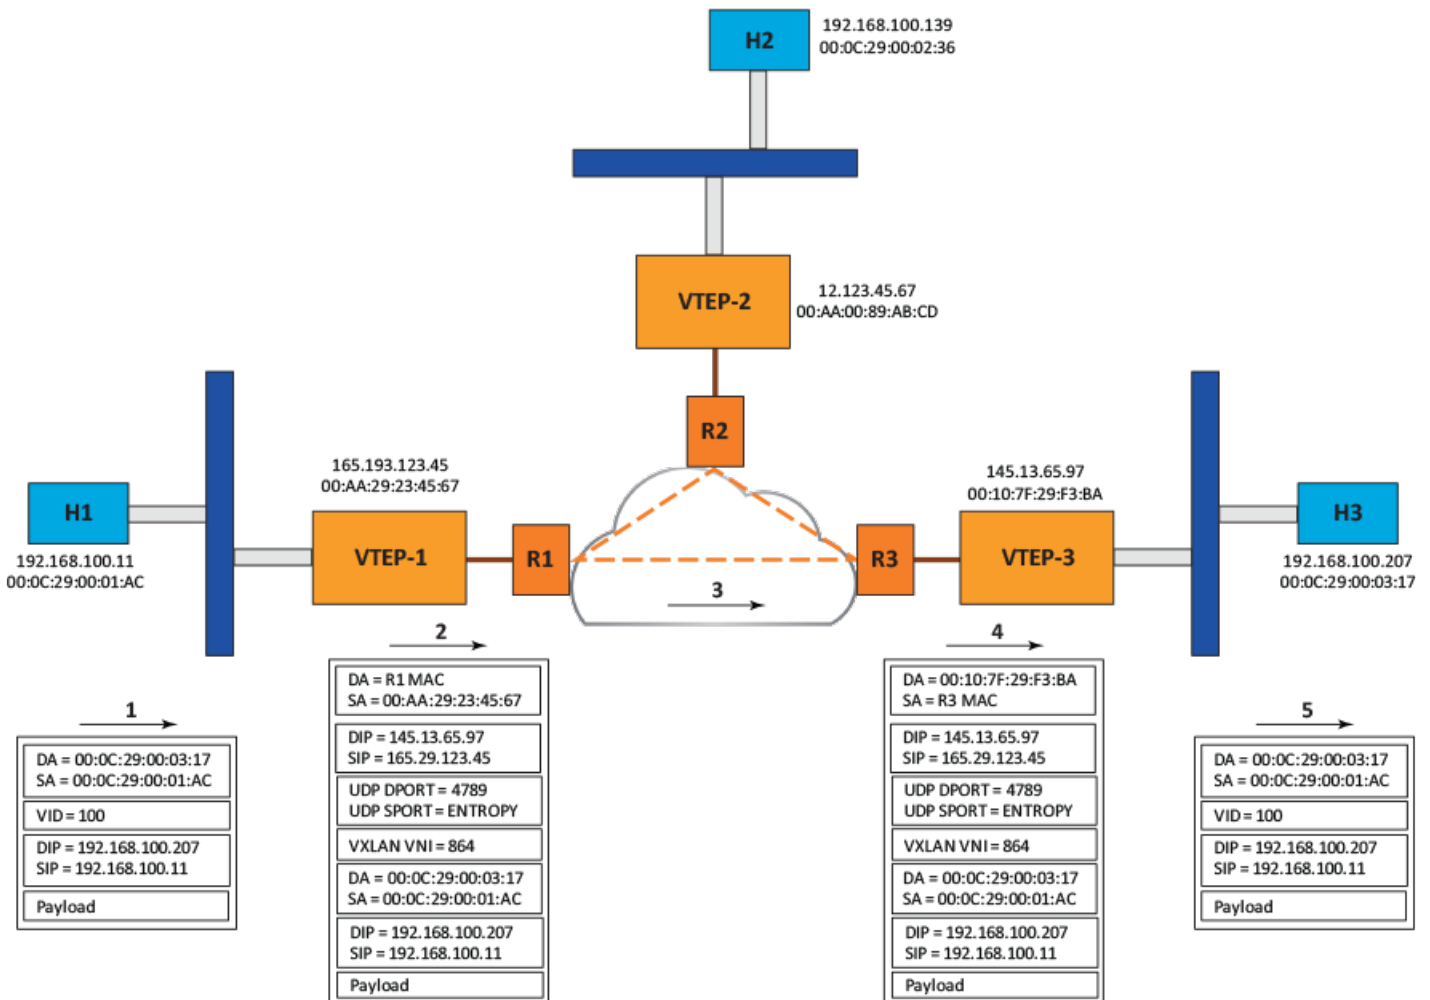 H2
192.168.100.139
00:0C:29:00:02:36
VTEP-2
12.123.45.67
00:AA:00:89:AB:CD
R2
165.193.123.45
00:AA:29:23:45:67
145.13.65.97
00:10:7F:29:F3:BA
H1
192.168.100.11
00:0C:29:00:01:AC
VTEP-1
R1
R3
VTEP-3
H3
192.168.100.207
00:0C:29:00:03:17
3
1
DA = 00:0C:29:00:03:17
SA = 00:0C:29:00:01:AC
VID = 100
DIP = 192.168.100.207
SIP = 192.168.100.11
Payload
2
DA = R1 MAC
SA = 00:AA:29:23:45:67
DIP = 145.13.65.97
SIP = 165.29.123.45
UDP DPORT = 4789
UDP SPORT = ENTROPY
VXLAN VNI = 864
DA = 00:0C:29:00:03:17
SA = 00:0C:29:00:01:AC
DIP = 192.168.100.207
SIP = 192.168.100.11
Payload
4
DA = 00:10:7F:29:F3:BA
SA = R3 MAC
DIP = 145.13.65.97
SIP = 165.29.123.45
UDP DPORT = 4789
UDP SPORT = ENTROPY
VXLAN VNI = 864
DA = 00:0C:29:00:03:17
SA = 00:0C:29:00:01:AC
DIP = 192.168.100.207
SIP = 192.168.100.11
Payload
5
DA = 00:0C:29:00:03:17
SA = 00:0C:29:00:01:AC
VID = 100
DIP = 192.168.100.207
SIP = 192.168.100.11
Payload